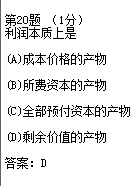 第20题 （1分）
利润本质上是
(A)成本价格的产物
(B)所费资本的产物
(C)全部预付资本的产物
(D)剩余价值的产物
答案：D